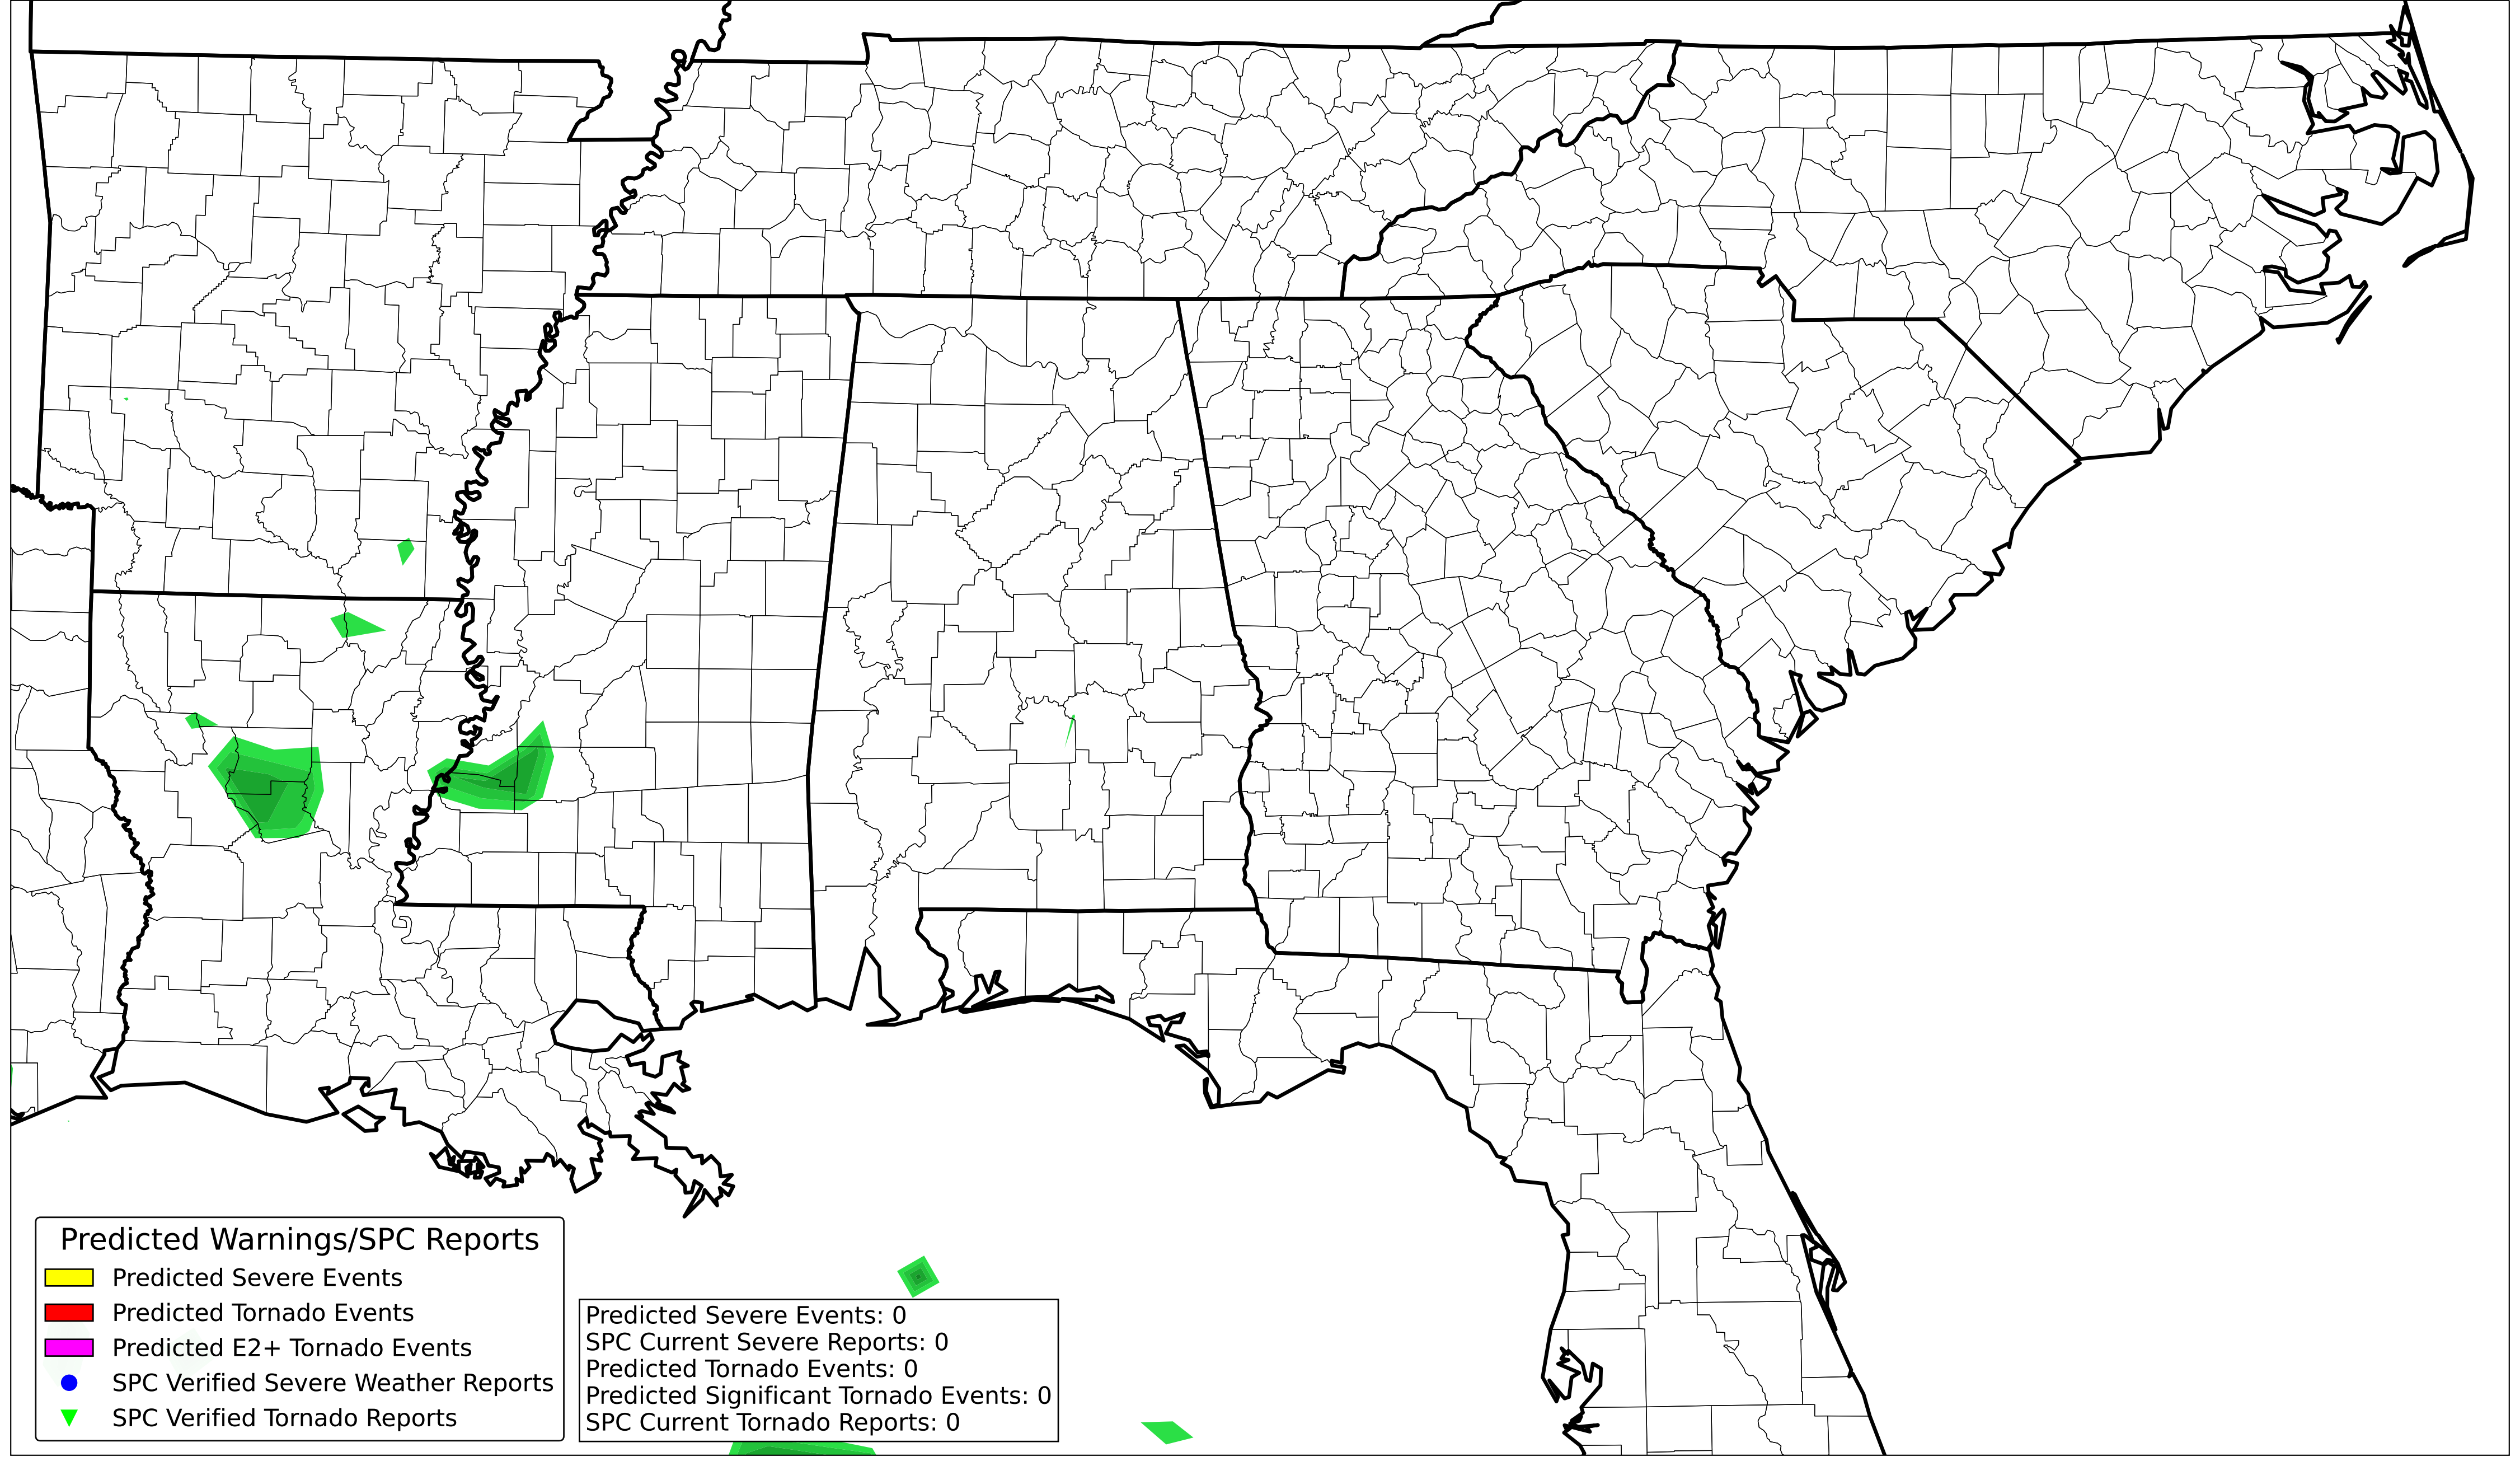 Predicted Warnings/SPC Reports
Predicted Severe Events
Predicted Tornado Events
Predicted E2+ Tornado Events
SPC Verified Severe Weather Reports
SPC Verified Tornado Reports
Predicted Severe Events: 0
SPC Current Severe Reports: 0
Predicted Tornado Events: 0
Predicted Significant Tornado Events: 0
SPC Current Tornado Reports: 0